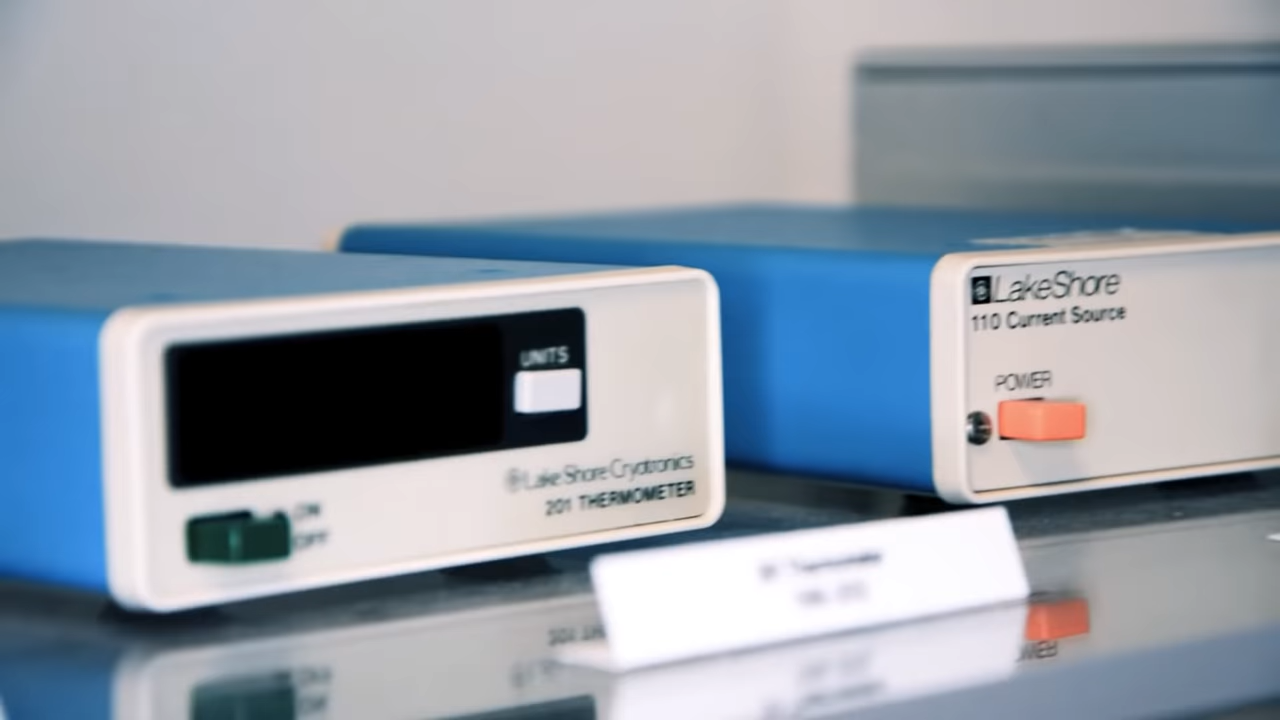 UNITS
Lake Shore Cryotronics
201 THERMOMETER
ON
OFF
LakeShore
110 Current Source
POWER